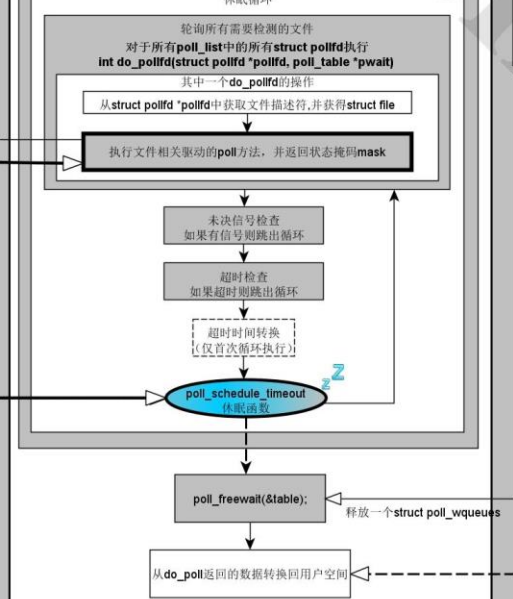 休眠循环
轮询所有需要检测的文件
对于所有poll_list中的所有struct pollfd执行
int do_pollfd(struct pollfd *pollfd, poll_table *pwait)
其中一个do_pollfd的操作
从struct pollfd *pollfd中获取文件描述符,并获得struct file
执行文件相关驱动的poll方法，并返回状态掩码mask
未决信号检查
如果有信号则跳出循环
超时检查
如果超时则跳出循环
超时时间转换
（仅首次循环执行）
z Z
poll_schedule_timeout
休眠函数
poll_freewait(&table);
释放一个struct poll_wqueues
从do_poll返回的数据转换回用户空间